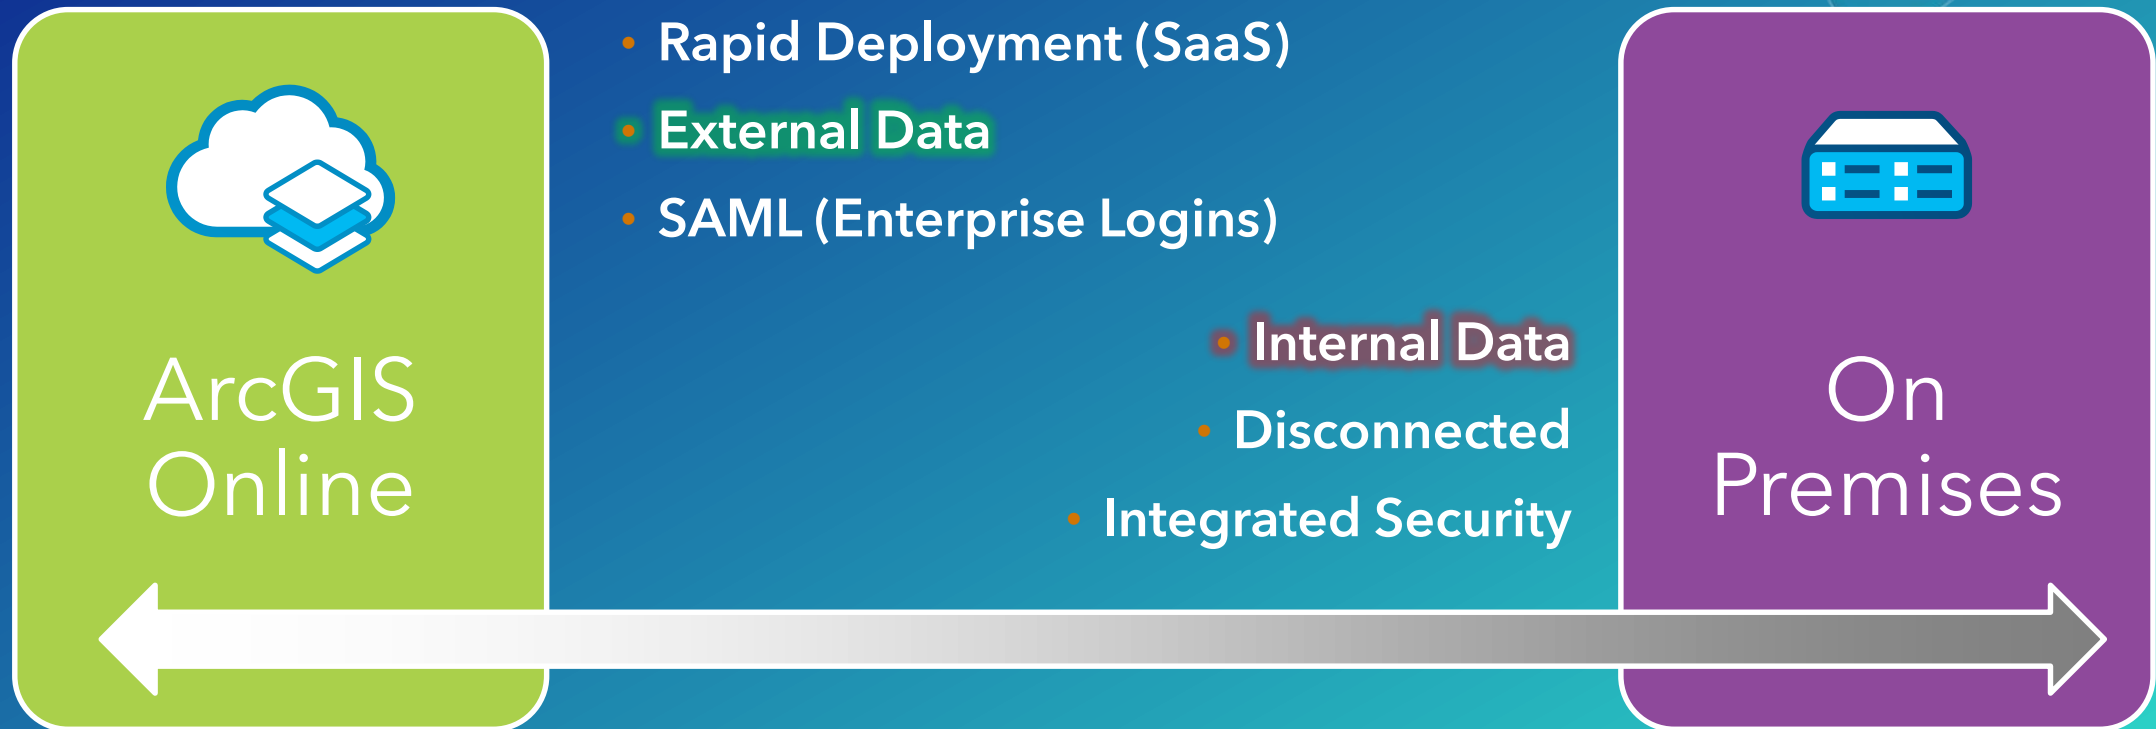 • Rapid Deployment (SaaS)
• External Data
• SAML (Enterprise Logins)
ArcGIS
Online
• Internal Data
• Disconnected
• Integrated Security
On
Premises